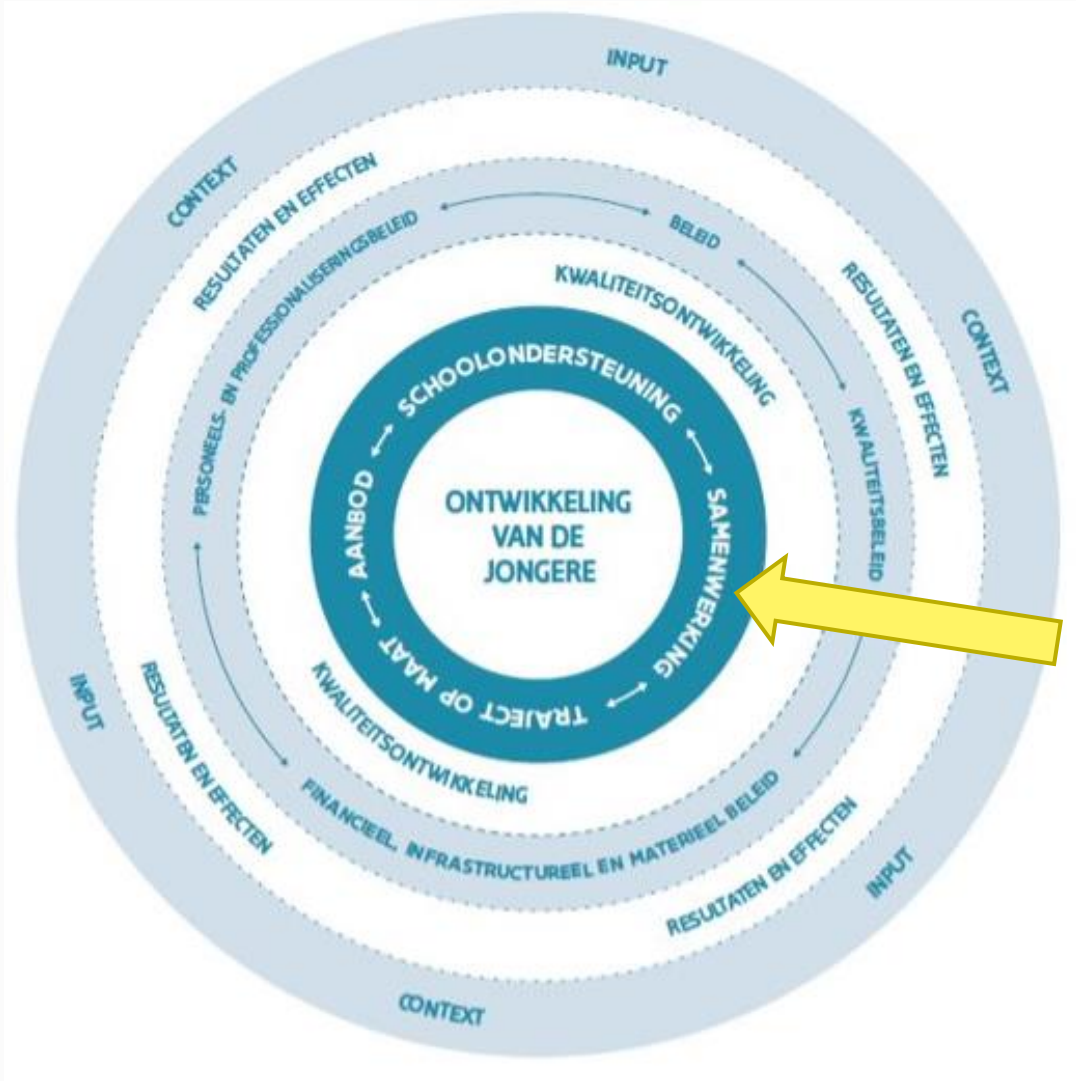 INPUT
CONTEXT
RESULTATEN EN EFFECTEN
PERSONEELS- EN PROFESSIONALISERINGSBELEID
BELEID
KWALITEITSONTWIKKELING
RESULTATEN EN EFFECTEN
CONTEXT
SCHOOLONDERSTEUNING
KWALITEITSBELEID
AANBOD
ONTWIKKELING
VAN DE
JONGERE
SAMENWERKING
TRAJECT OP MAAT
KWALITEITSONTWIKKELING
INPUT
RESULTATEN EN EFFECTEN
FINANCIEEL, INFRASTRUCTUREEL EN MATERIEEL BELEID
RESULTATEN EN EFFECTEN
INPUT
CONTEXT